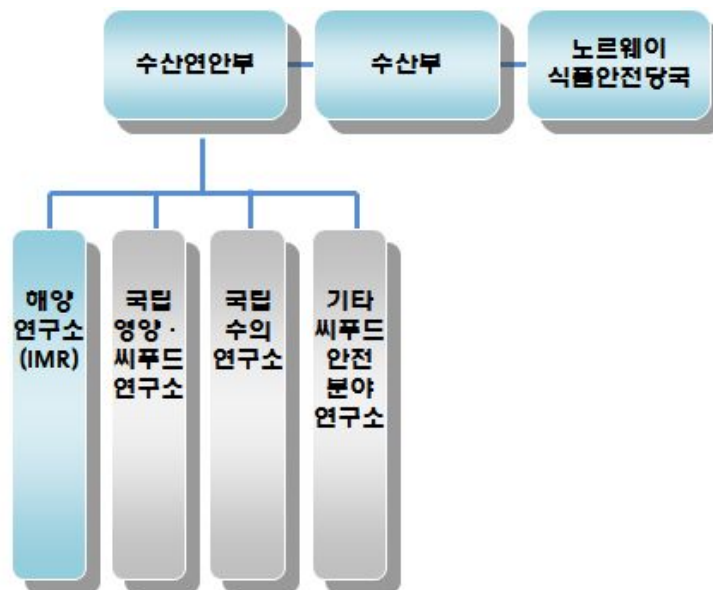 수산연안부
수산부
노르웨이
식품안전당국
해양
연구소
(IMR)
국립
영양·
씨푸드
연구소
국립
수의
연구소
기타
씨푸드
안전
분야
연구소